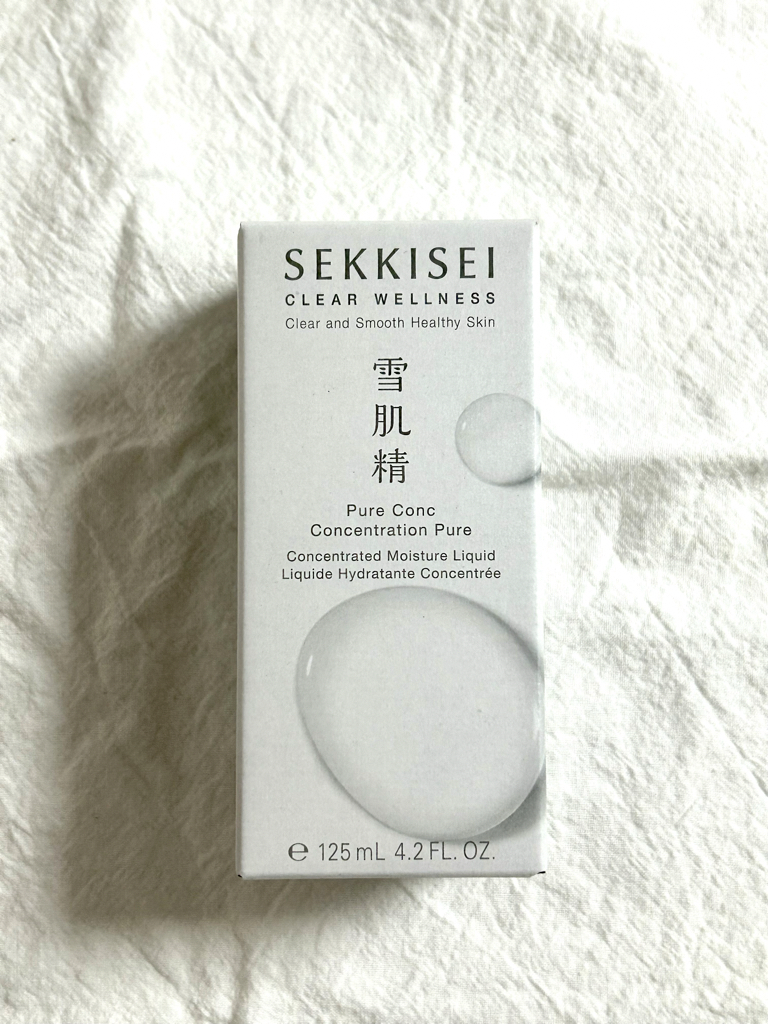 SEKKISEI
CLEAR WELLNESS
Clear and Smooth Healthy Skin
雪
肌
精
Pure Conc
Concentration Pure
Concentrated Moisture Liquid
Liquide Hydratante Concentrée
℮ 125 mL 4.2 FL. OZ.